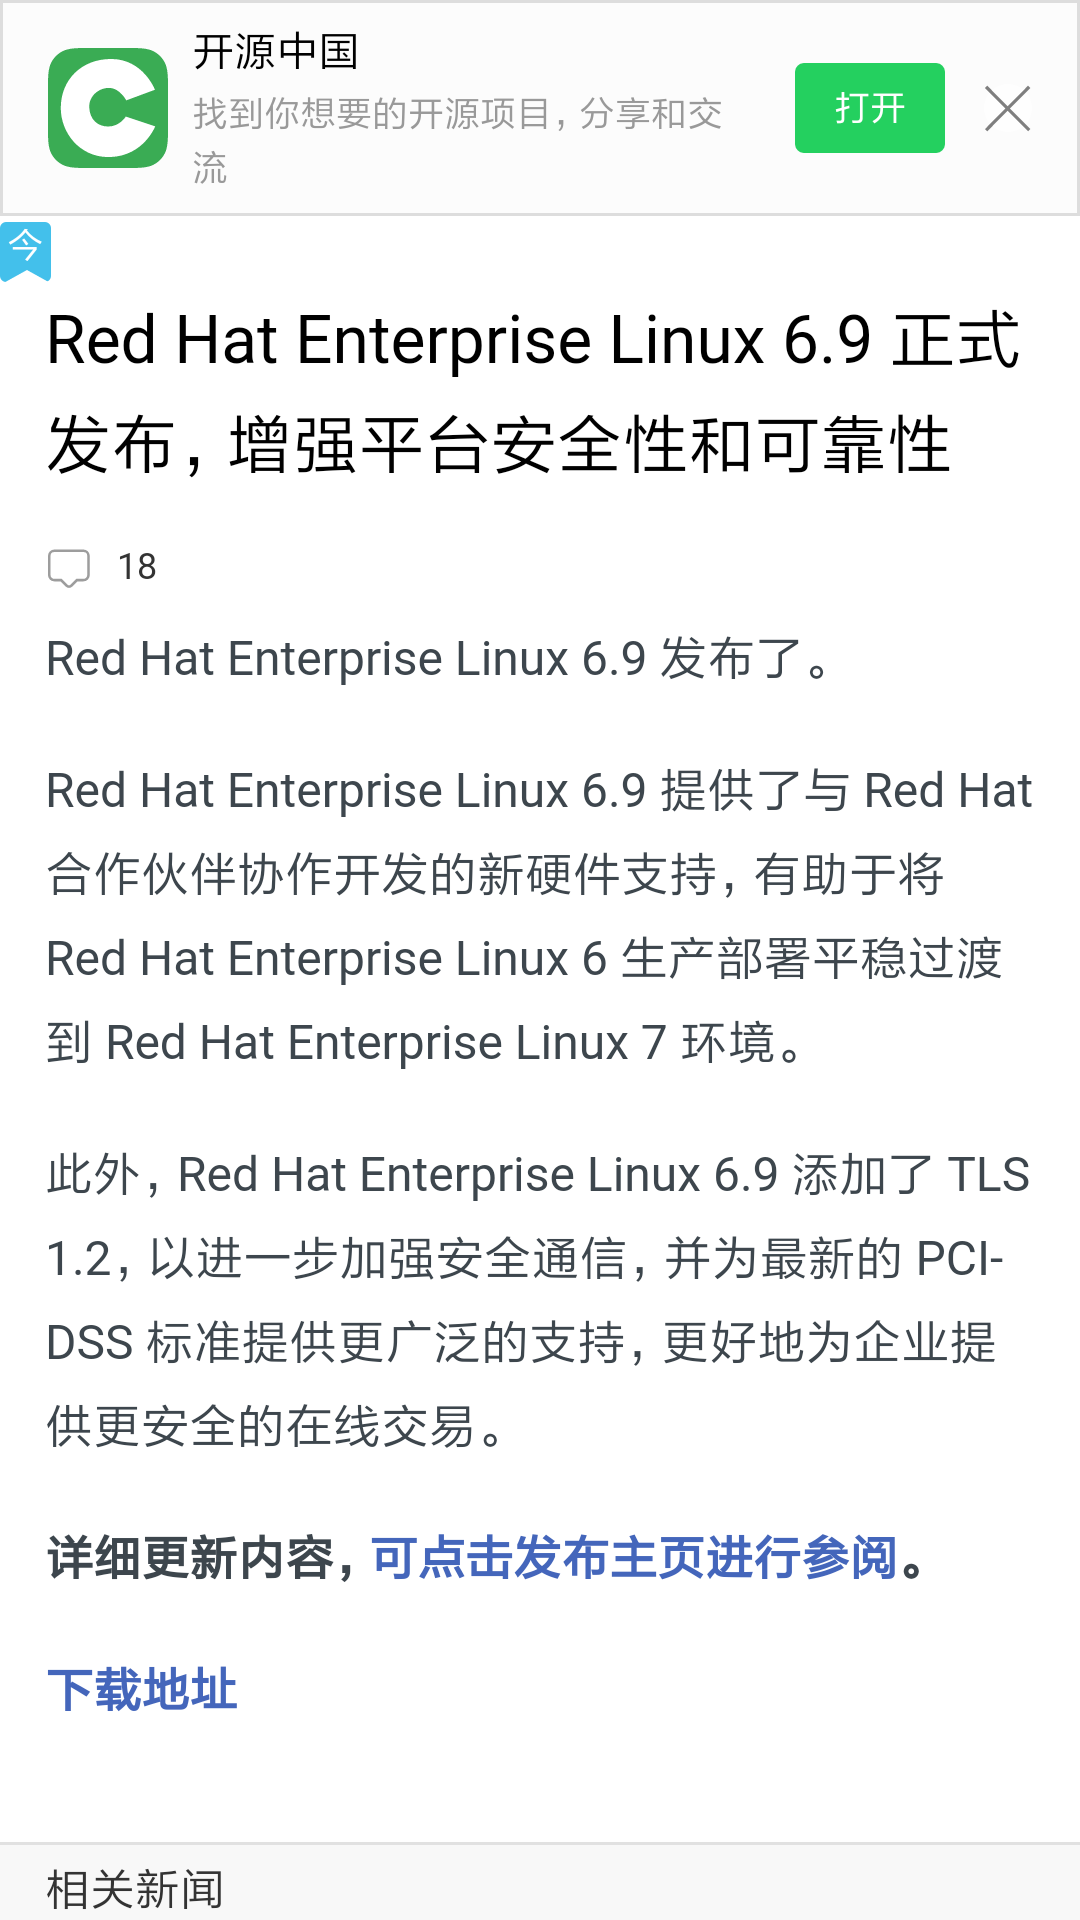 开源中国
找到你想要的开源项目，分享和交
流
打开
今
Red Hat Enterprise Linux 6.9 正式
发布，增强平台安全性和可靠性
18
Red Hat Enterprise Linux 6.9 发布了。
Red Hat Enterprise Linux 6.9 提供了与 Red Hat
合作伙伴协作开发的新硬件支持，有助于将
Red Hat Enterprise Linux 6 生产部署平稳过渡
到 Red Hat Enterprise Linux 7 环境。
此外，Red Hat Enterprise Linux 6.9 添加了 TLS
1.2，以进一步加强安全通信，并为最新的 PCI-
DSS 标准提供更广泛的支持，更好地为企业提
供更安全的在线交易。
详细更新内容，可点击发布主页进行参阅。
下载地址
相关新闻